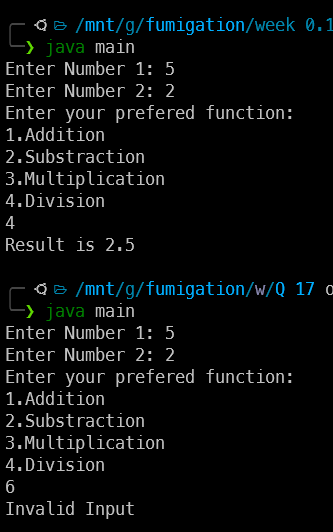 /mnt/g/fumigation/week 0.1
❯ java main
Enter Number 1: 5
Enter Number 2: 2
Enter your prefered function:
1.Addition
2.Substraction
3.Multiplication
4.Division
4
Result is 2.5
/mnt/g/fumigation/w/Q 17 o
❯ java main
Enter Number 1: 5
Enter Number 2: 2
Enter your prefered function:
1.Addition
2.Substraction
3.Multiplication
4.Division
6
Invalid Input